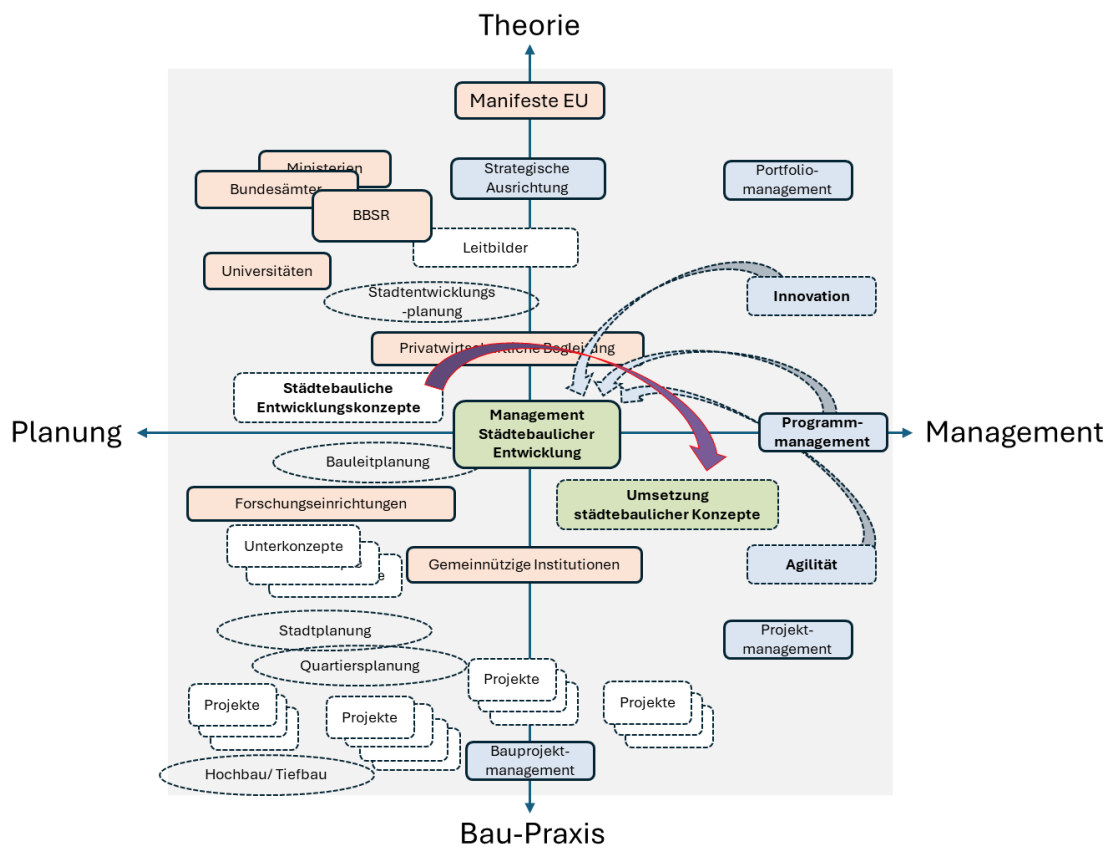 Theorie
Manifeste EU
Ministerien
Bundesämter
BBSR
Strategische
Ausrichtung
Portfolio-
management
Leitbilder
Universitäten
Stadtentwicklungs
-planung
Innovation
Privatwirtschaftliche Begleitung
Städtebauliche
Entwicklungskonzepte
Management
Städtebaulicher
Entwicklung
Programm-
management
Planung
Management
Bauleitplanung
Forschungseinrichtungen
Umsetzung
städtebaulicher Konzepte
Unterkonzepte
e
Gemeinnützige Institutionen
Agilität
Stadtplanung
Quartiersplanung
Projekt-
management
Projekte
Projekte
Projekte
Projekte
Bauprojekt-
management
Hochbau/ Tiefbau
Bau-Praxis